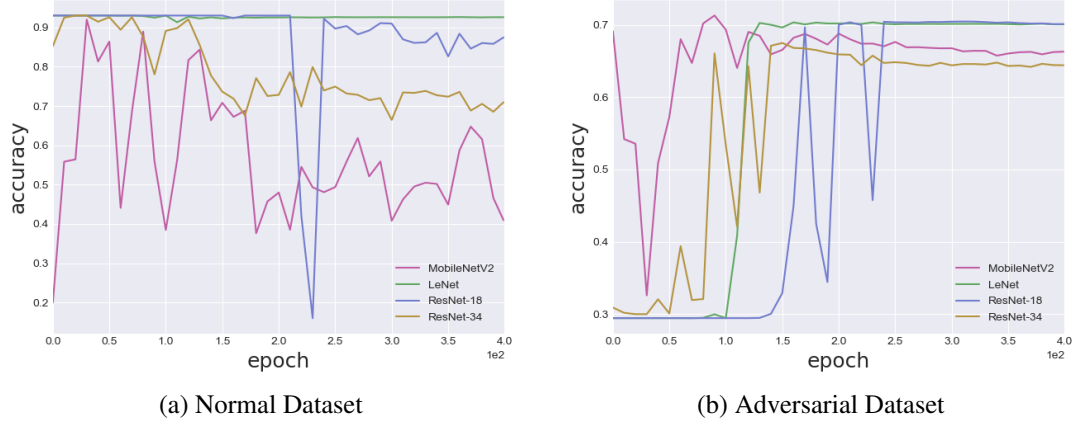 0.9
0.8
0.7
0.6
0.5
0.4
0.3
0.2
accuracy
0.0 0.5 1.0 1.5 2.0 2.5 3.0 3.5 4.0
1e2
epoch
MobileNetV2
LeNet
ResNet-18
ResNet-34
(a) Normal Dataset
0.7
0.6
0.5
0.4
0.3
accuracy
0.0 0.5 1.0 1.5 2.0 2.5 3.0 3.5 4.0
1e2
epoch
MobileNetV2
LeNet
ResNet-18
ResNet-34
(b) Adversarial Dataset